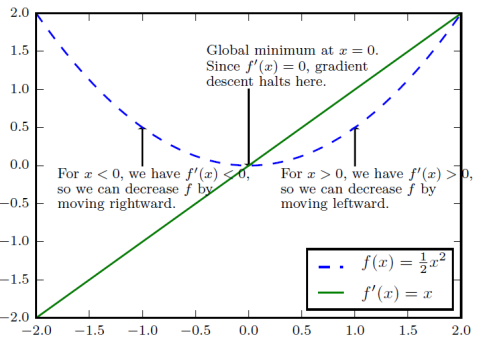 2.0
1.5
1.0
0.5
0.0
−0.5
−1.0
−1.5
−2.0
Global minimum at x = 0.
Since f′(x) = 0, gradient
descent halts here.
For x < 0, we have f′(x) < 0,
so we can decrease f by
moving rightward.
For x > 0, we have f′(x) > 0,
so we can decrease f by
moving leftward.
f(x) = ½x²
f′(x) = x
−2.0 −1.5 −1.0 −0.5 0.0 0.5 1.0 1.5 2.0